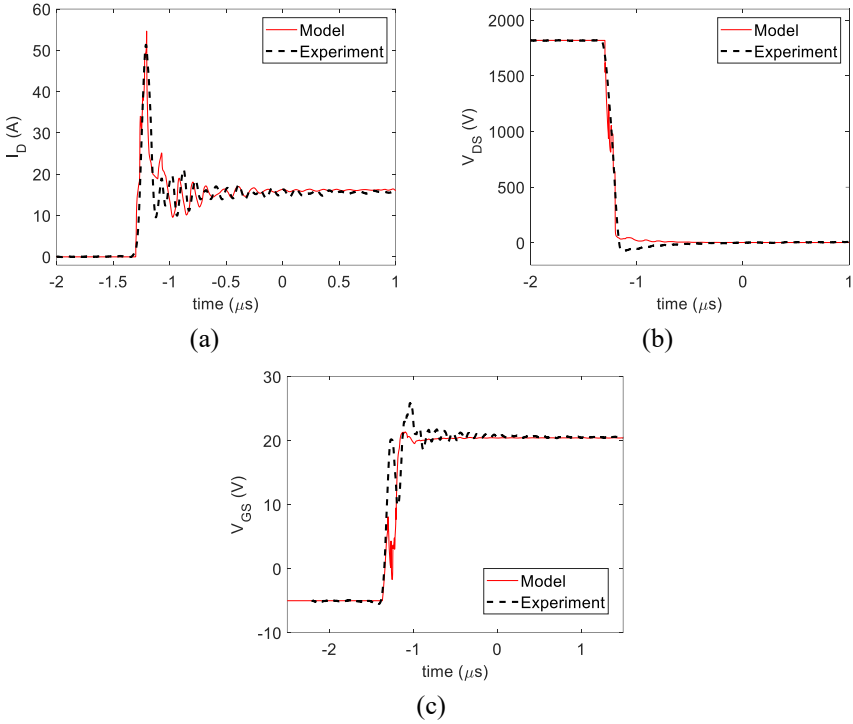 60
50
40
30
20
10
0
I_D (A)
Model
Experiment
-2
-1.5
-1
-0.5
0
0.5
1
time (μs)
(a)
2000
1500
1000
500
0
V_DS (V)
Model
Experiment
-2
-1
0
1
time (μs)
(b)
30
20
10
0
-10
V_GS (V)
Model
Experiment
-2
-1
0
1
time (μs)
(c)